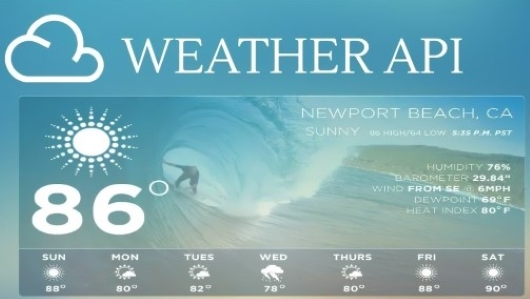 WEATHER API
NEWPORT BEACH, CA
SUNNY 86 HIGH/64 LOW 5:35 P.M. PST
86°
HUMIDITY 76%
BAROMETER 29.84"
WIND FROM SE @ 6MPH
DEWPOINT 69°F
HEAT INDEX 80°F
SUN MON TUES WED THURS FRI SAT
88° 80° 82° 78° 80° 88° 90°